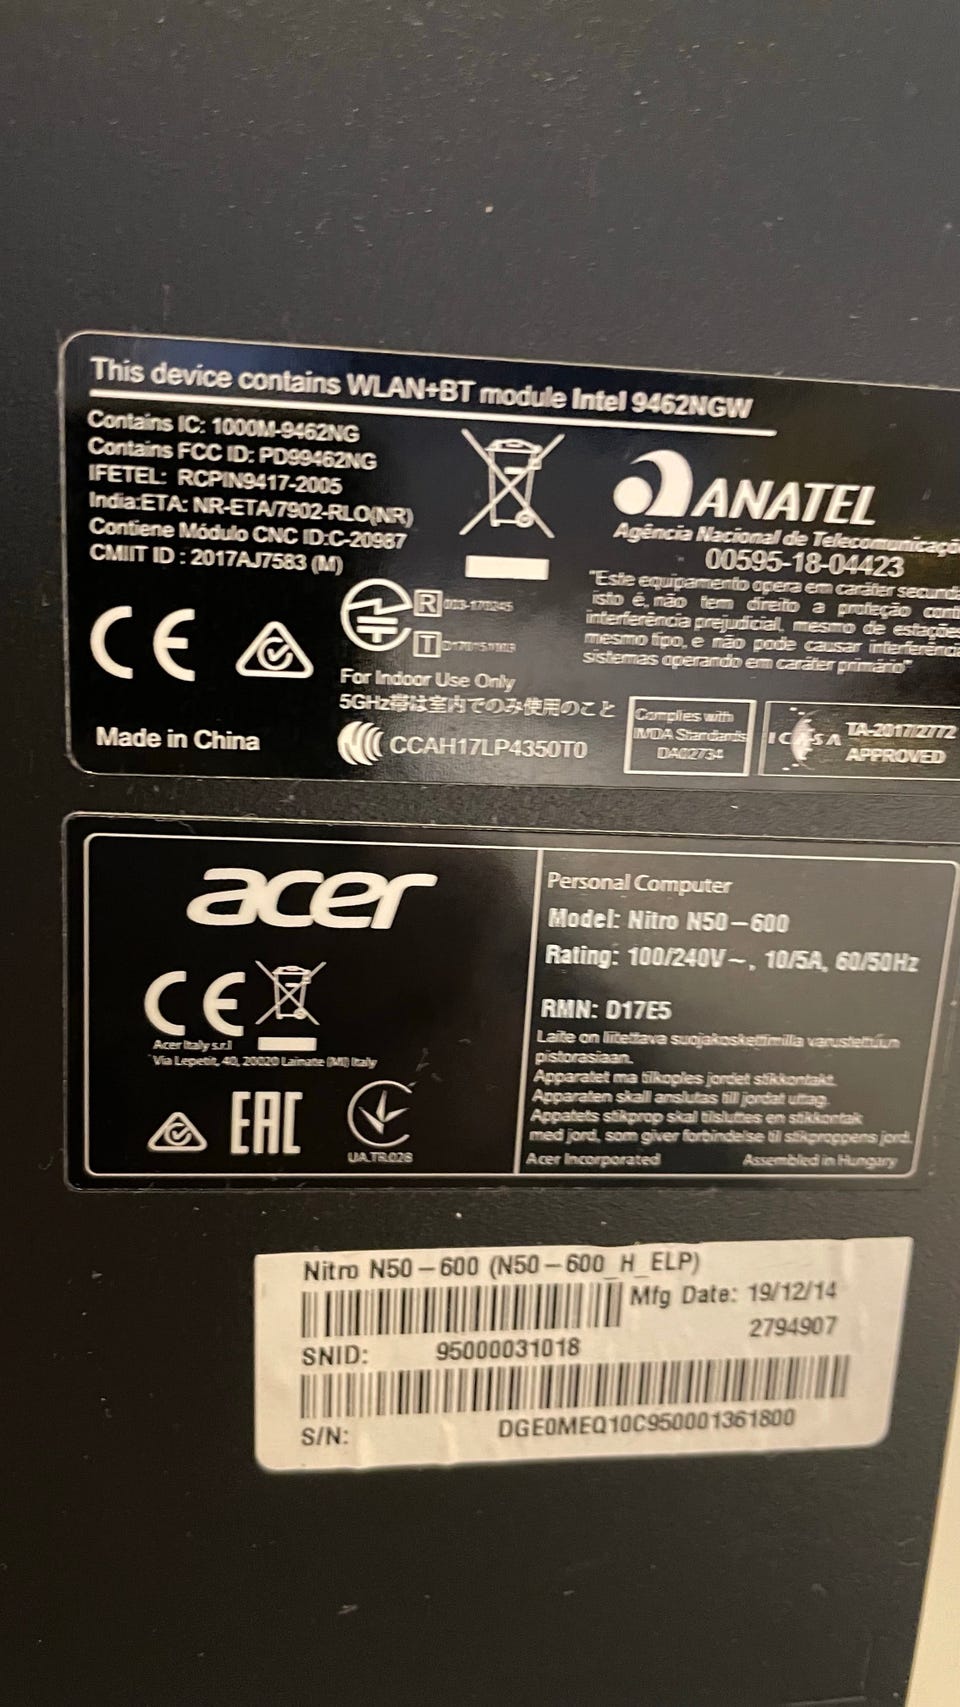 This device contains WLAN+BT module Intel 9462NGW
Contains IC: 1000M-9462NG
Contains FCC ID: PD99462NG
IFETEL: RCPIN9417-2005
India:ETA: NR-ETA/7902-RLO(NR)
Contiene Módulo CNC ID:C-20987
CMIIT ID : 2017AJ7583 (M)
ANATEL
Agência Nacional de Telecomunicaçõ
00595-18-04423
"Este equipamento opera em caráter secundá
isto é, não tem direito a proteção cont
interferência prejudicial, mesmo de estaçõe
mesmo tipo, e não pode causar interferênci
sistemas operando em caráter primário"
CE
R
T
For Indoor Use Only
5GHz帯は室内でのみ使用のこと
Made in China
CCAH17LP4350T0
Complies with
IMDA Standards
DA02734
ICASA
TA-2017/2772
APPROVED
acer
CE
Acer Italy s.r.l
Via Lepetit, 40, 20020 Lainate (MI) Italy
EAC
UA.TR.028
Personal Computer
Model: Nitro N50-600
Rating: 100/240V~, 10/5A, 60/50Hz
RMN: D17E5
Laite on liitettävä suojakoskettimilla varustettuun
pistorasiaan.
Apparatet må tilkoples jordet stikkontakt.
Apparaten skall anslutas till jordat uttag.
Apparatets stikprop skal tilsluttes en stikkontakt
med jord, som giver forbindelse til stikproppens jord.
Acer Incorporated
Assembled in Hungary
Nitro N50-600 (N50-600_H_ELP)
Mfg Date: 19/12/14
2794907
SNID: 95000031018
S/N: DGE0MEQ10C950001361800